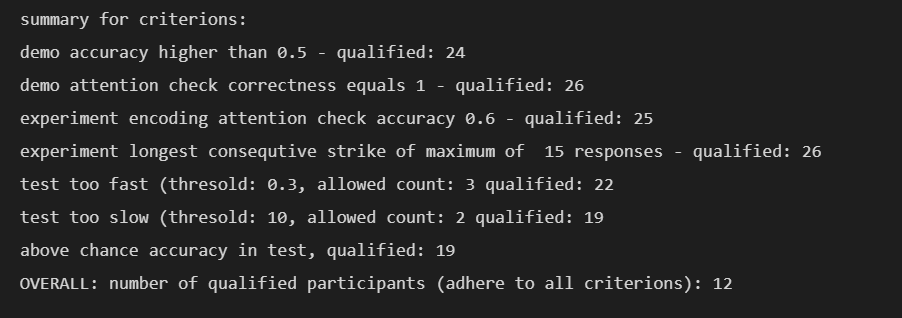 summary for criterions:
demo accuracy higher than 0.5 - qualified: 24
demo attention check correctness equals 1 - qualified: 26
experiment encoding attention check accuracy 0.6 - qualified: 25
experiment longest consequtive strike of maximum of  15 responses - qualified: 26
test too fast (thresold: 0.3, allowed count: 3 qualified: 22
test too slow (thresold: 10, allowed count: 2 qualified: 19
above chance accuracy in test, qualified: 19
OVERALL: number of qualified participants (adhere to all criterions): 12